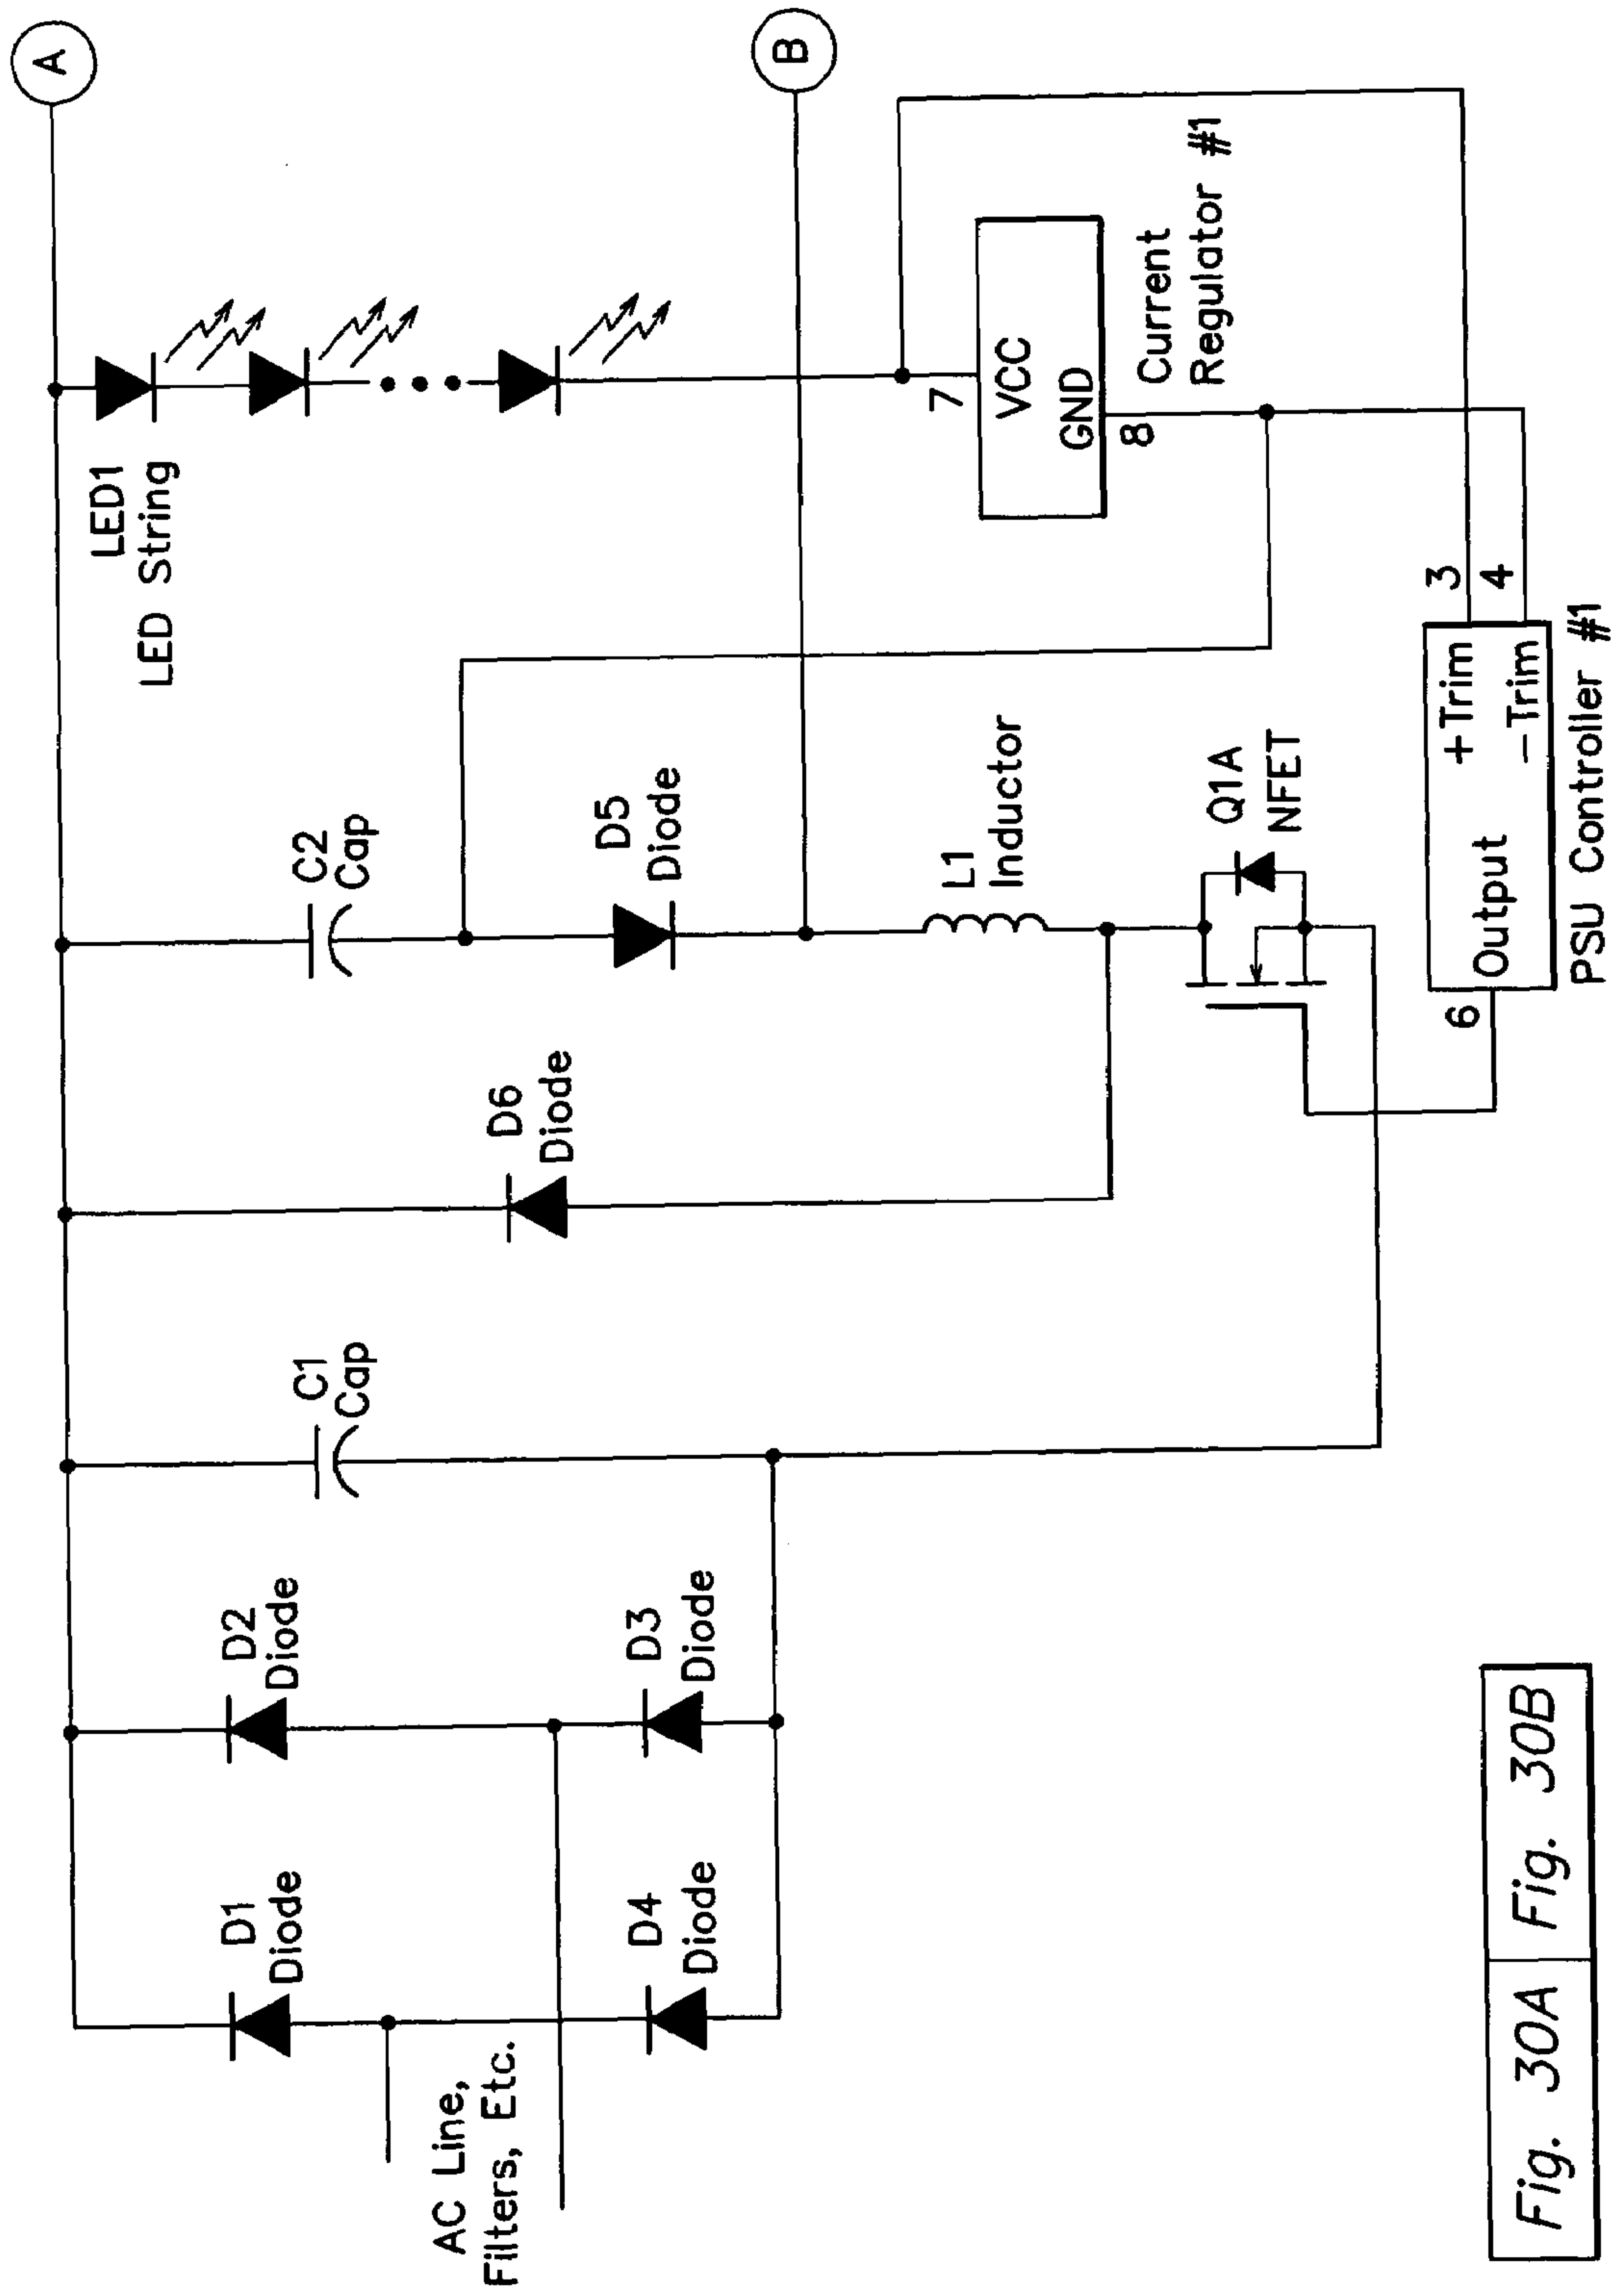 A
LED1
LED String
C2
Cap
D6
Diode
C1
Cap
D2
Diode
D1
Diode
D5
Diode
D3
Diode
D4
Diode
AC Line,
Filters, Etc.
B
7
VCC
GND
8
Current
Regulator #1
L1
Inductor
Q1A
NFET
3
4
+Trim
-Trim
Output
6
PSU Controller #1
Fig. 30A
Fig. 30B